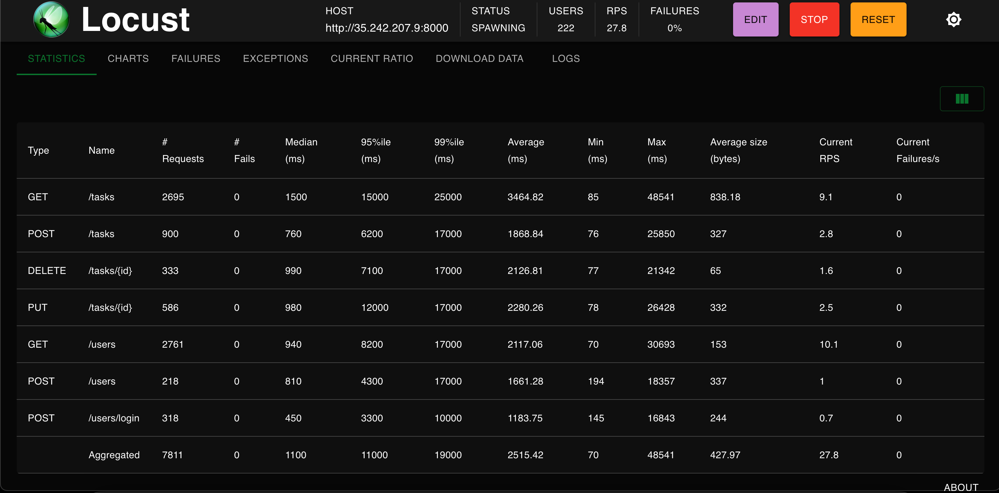 Locust
HOST
http://35.242.207.9:8000
STATUS
SPAWNING
USERS
222
RPS
27.8
FAILURES
0%
EDIT
STOP
RESET
STATISTICS CHARTS FAILURES EXCEPTIONS CURRENT RATIO DOWNLOAD DATA LOGS
Type Name # Requests # Fails Median (ms) 95%ile (ms) 99%ile (ms) Average (ms) Min (ms) Max (ms) Average size (bytes) Current RPS Current Failures/s
GET /tasks 2695 0 1500 15000 25000 3464.82 85 48541 838.18 9.1 0
POST /tasks 900 0 760 6200 17000 1868.84 76 25850 327 2.8 0
DELETE /tasks/{id} 333 0 990 7100 17000 2126.81 77 21342 65 1.6 0
PUT /tasks/{id} 586 0 980 12000 17000 2280.26 78 26428 332 2.5 0
GET /users 2761 0 940 8200 17000 2117.06 70 30693 153 10.1 0
POST /users 218 0 810 4300 17000 1661.28 194 18357 337 1 0
POST /users/login 318 0 450 3300 10000 1183.75 145 16843 244 0.7 0
Aggregated 7811 0 1100 11000 19000 2515.42 70 48541 427.97 27.8 0
ABOUT